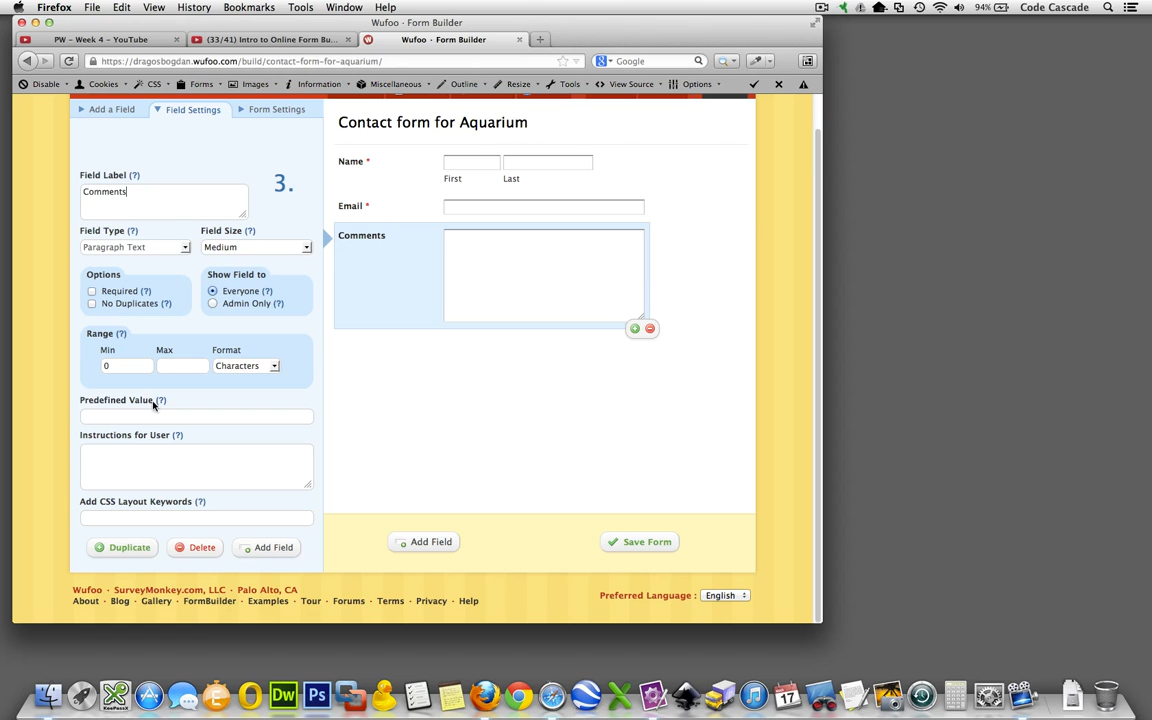 Firefox File Edit View History Bookmarks Tools Window Help 94% Code Cascade
Wufoo · Form Builder
PW - Week 4 - YouTube (33/41) Intro to Online Form Bu... Wufoo · Form Builder
https://dragosbogdan.wufoo.com/build/contact-form-for-aquarium/ Google
Disable Cookies CSS Forms Images Information Miscellaneous Outline Resize Tools View Source Options
Add a Field Field Settings Form Settings
Contact form for Aquarium
Name *
First Last
Email *
Comments
Field Label (?)
3.
Comments
Field Type (?) Field Size (?)
Paragraph Text Medium
Options Show Field to
Required (?) Everyone (?)
No Duplicates (?) Admin Only (?)
Range (?)
Min Max Format
0 Characters
Predefined Value (?)
Instructions for User (?)
Add CSS Layout Keywords (?)
Duplicate Delete Add Field
Add Field Save Form
Wufoo · SurveyMonkey.com, LLC · Palo Alto, CA
About · Blog · Gallery · FormBuilder · Examples · Tour · Forums · Terms · Privacy · Help
Preferred Language : English
Dw Ps 17